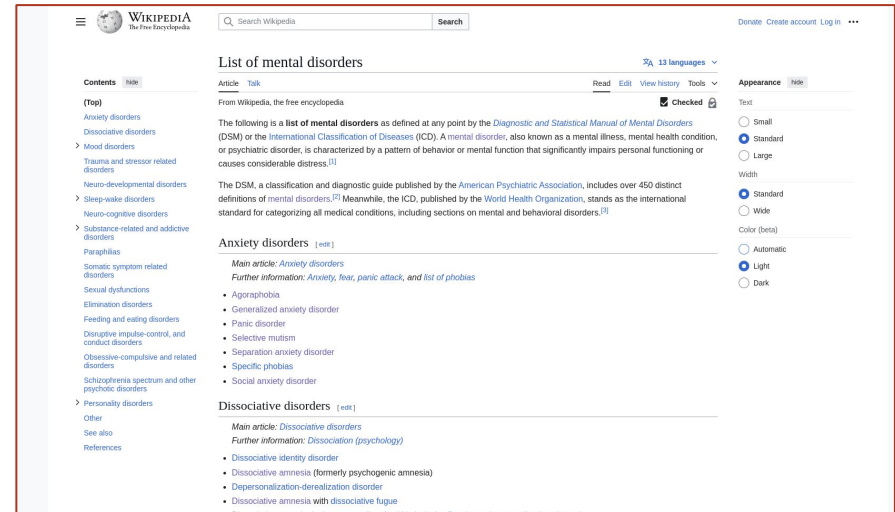 WIKIPEDIA
The Free Encyclopedia
Search Wikipedia
Search
Donate Create account Log in
Contents hide
(Top)
Anxiety disorders
Dissociative disorders
Mood disorders
Trauma and stressor related
disorders
Neuro-developmental disorders
Sleep-wake disorders
Neuro-cognitive disorders
Substance-related and addictive
disorders
Paraphilias
Somatic symptom related
disorders
Sexual dysfunctions
Elimination disorders
Feeding and eating disorders
Disruptive impulse-control, and
conduct disorders
Obsessive-compulsive and related
disorders
Schizophrenia spectrum and other
psychotic disorders
Personality disorders
Other
See also
References
List of mental disorders
13 languages
Article Talk
Read Edit View history Tools
From Wikipedia, the free encyclopedia
Checked
The following is a list of mental disorders as defined at any point by the Diagnostic and Statistical Manual of Mental Disorders
(DSM) or the International Classification of Diseases (ICD). A mental disorder, also known as a mental illness, mental health condition,
or psychiatric disorder, is characterized by a pattern of behavior or mental function that significantly impairs personal functioning or
causes considerable distress.[1]
The DSM, a classification and diagnostic guide published by the American Psychiatric Association, includes over 450 distinct
definitions of mental disorders.[2] Meanwhile, the ICD, published by the World Health Organization, stands as the international
standard for categorizing all medical conditions, including sections on mental and behavioral disorders.[3]
Anxiety disorders [edit]
Main article: Anxiety disorders
Further information: Anxiety, fear, panic attack, and list of phobias
• Agoraphobia
• Generalized anxiety disorder
• Panic disorder
• Selective mutism
• Separation anxiety disorder
• Specific phobias
• Social anxiety disorder
Dissociative disorders [edit]
Main article: Dissociative disorders
Further information: Dissociation (psychology)
• Dissociative identity disorder
• Dissociative amnesia (formerly psychogenic amnesia)
• Depersonalization-derealization disorder
• Dissociative amnesia with dissociative fugue
Appearance hide
Text
Small
Standard
Large
Width
Standard
Wide
Color (beta)
Automatic
Light
Dark